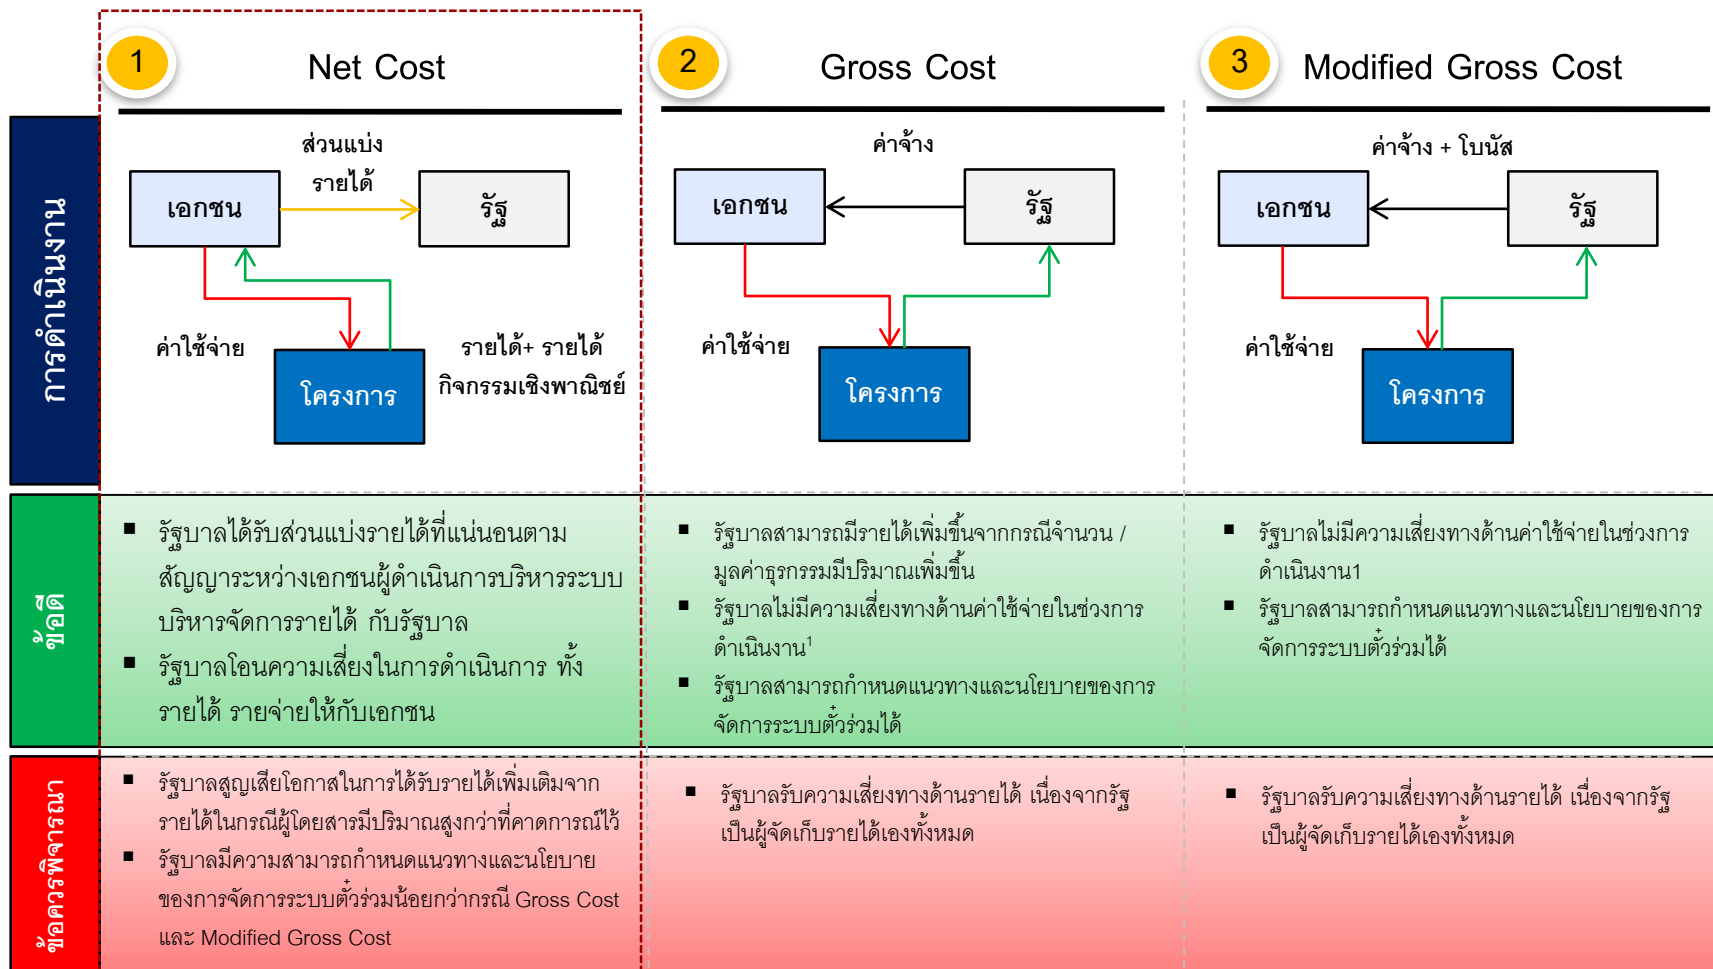 1
Net Cost
2
Gross Cost
3
Modified Gross Cost
การดำเนินงาน
ส่วนแบ่ง
รายได้
เอกชน
รัฐ
ค่าใช้จ่าย
โครงการ
รายได้+ รายได้
กิจกรรมเชิงพาณิชย์
ค่าจ้าง
เอกชน
รัฐ
ค่าใช้จ่าย
โครงการ
ค่าจ้าง + โบนัส
เอกชน
รัฐ
ค่าใช้จ่าย
โครงการ
ข้อดี
▪ รัฐบาลได้รับส่วนแบ่งรายได้ที่แน่นอนตาม
สัญญาระหว่างเอกชนผู้ดำเนินการบริหารระบบ
บริหารจัดการรายได้ กับรัฐบาล
▪ รัฐบาลโอนความเสี่ยงในการดำเนินการ ทั้ง
รายได้ รายจ่ายให้กับเอกชน
▪ รัฐบาลสามารถมีรายได้เพิ่มขึ้นจากกรณีจำนวน /
มูลค่าธุรกรรมมีปริมาณเพิ่มขึ้น
▪ รัฐบาลไม่มีความเสี่ยงทางด้านค่าใช้จ่ายในช่วงการ
ดำเนินงาน¹
▪ รัฐบาลสามารถกำหนดแนวทางและนโยบายของการ
จัดการระบบตั๋วร่วมได้
▪ รัฐบาลไม่มีความเสี่ยงทางด้านค่าใช้จ่ายในช่วงการ
ดำเนินงาน1
▪ รัฐบาลสามารถกำหนดแนวทางและนโยบายของการ
จัดการระบบตั๋วร่วมได้
ข้อควรพิจารณา
▪ รัฐบาลสูญเสียโอกาสในการได้รับรายได้เพิ่มเติมจาก
รายได้ในกรณีผู้โดยสารมีปริมาณสูงกว่าที่คาดการณ์ไว้
▪ รัฐบาลมีความสามารถกำหนดแนวทางและนโยบาย
ของการจัดการระบบตั๋วร่วมน้อยกว่ากรณี Gross Cost
และ Modified Gross Cost
▪ รัฐบาลรับความเสี่ยงทางด้านรายได้ เนื่องจากรัฐ
เป็นผู้จัดเก็บรายได้เองทั้งหมด
▪ รัฐบาลรับความเสี่ยงทางด้านรายได้ เนื่องจากรัฐ
เป็นผู้จัดเก็บรายได้เองทั้งหมด